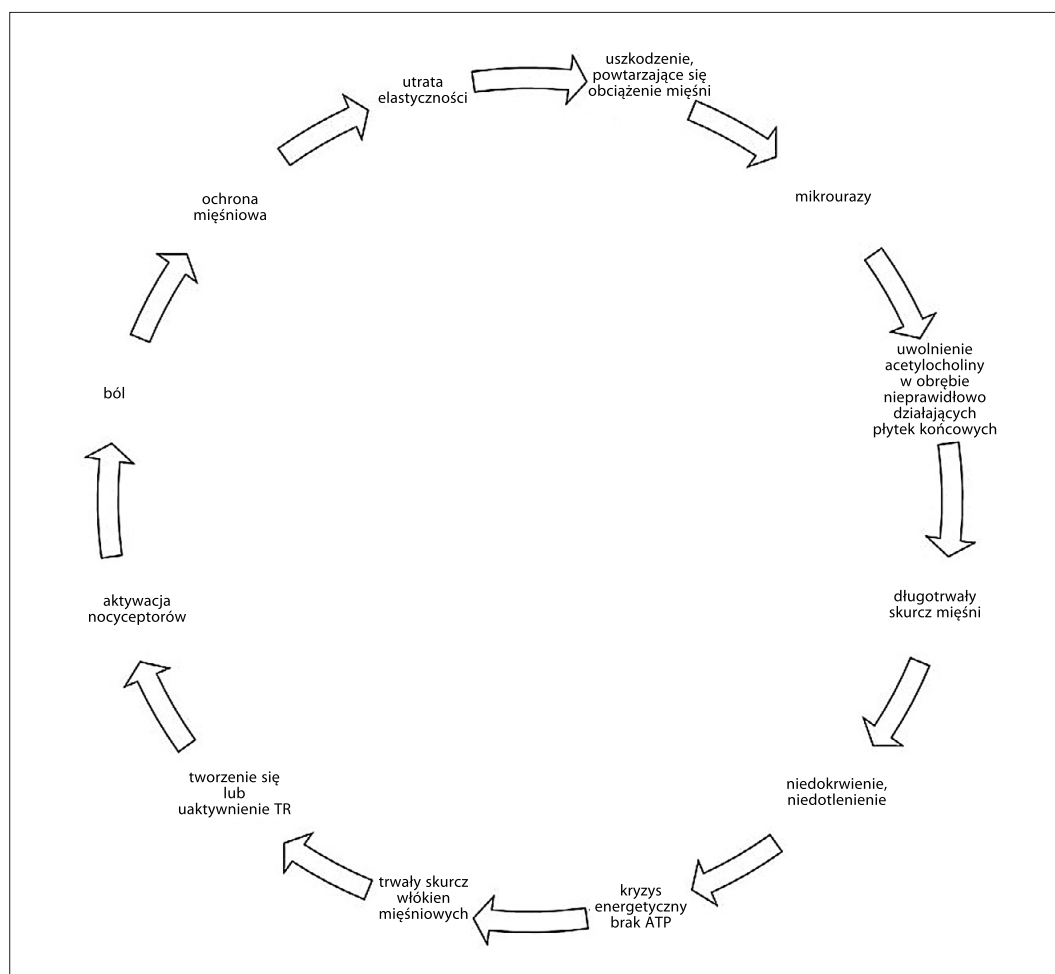 uszkodzenie,
powtarzające się
obciążenie mięśni
mikrourazy
uwolnienie
acetylocholiny
w obrębie
nieprawidłowo
działających
płytek końcowych
długotrwały
skurcz mięśni
niedokrwienie,
niedotlenienie
kryzys
energetyczny
brak ATP
trwały skurcz
włókien
mięśniowych
tworzenie się
lub
uaktywnienie TR
aktywacja
nocyceptorów
ból
ochrona
mięśniowa
utrata
elastyczności